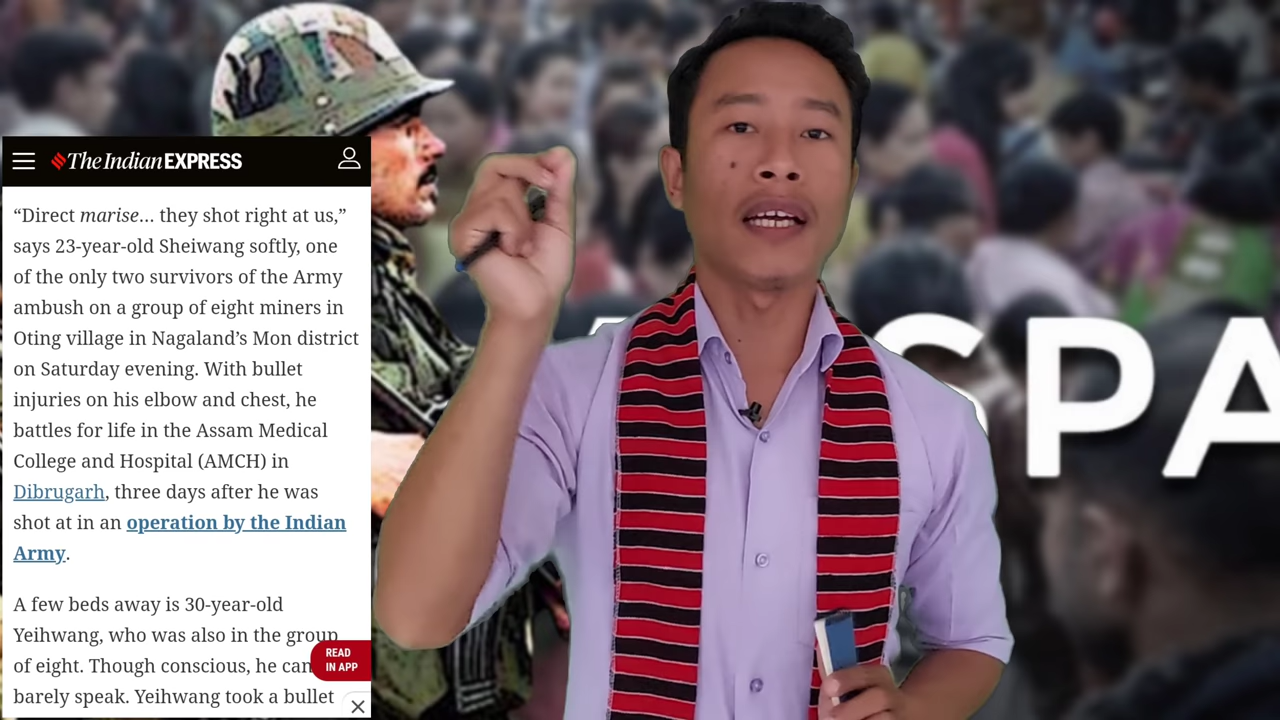 The Indian EXPRESS
“Direct marise… they shot right at us,”
says 23-year-old Sheiwang softly, one
of the only two survivors of the Army
ambush on a group of eight miners in
Oting village in Nagaland’s Mon district
on Saturday evening. With bullet
injuries on his elbow and chest, he
battles for life in the Assam Medical
College and Hospital (AMCH) in
Dibrugarh, three days after he was
shot at in an operation by the Indian
Army.
A few beds away is 30-year-old
Yeihwang, who was also in the group
of eight. Though conscious, he can
barely speak. Yeihwang took a bullet
READ
IN APP
SPA